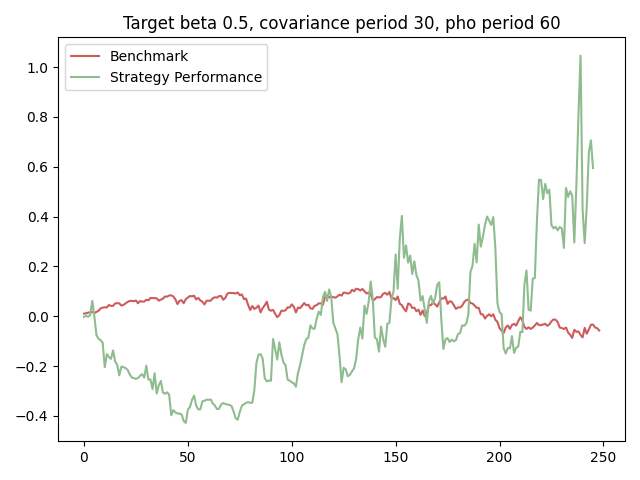 Target beta 0.5, covariance period 30, pho period 60
Benchmark
Strategy Performance
1.0
0.8
0.6
0.4
0.2
0.0
−0.2
−0.4
0 50 100 150 200 250